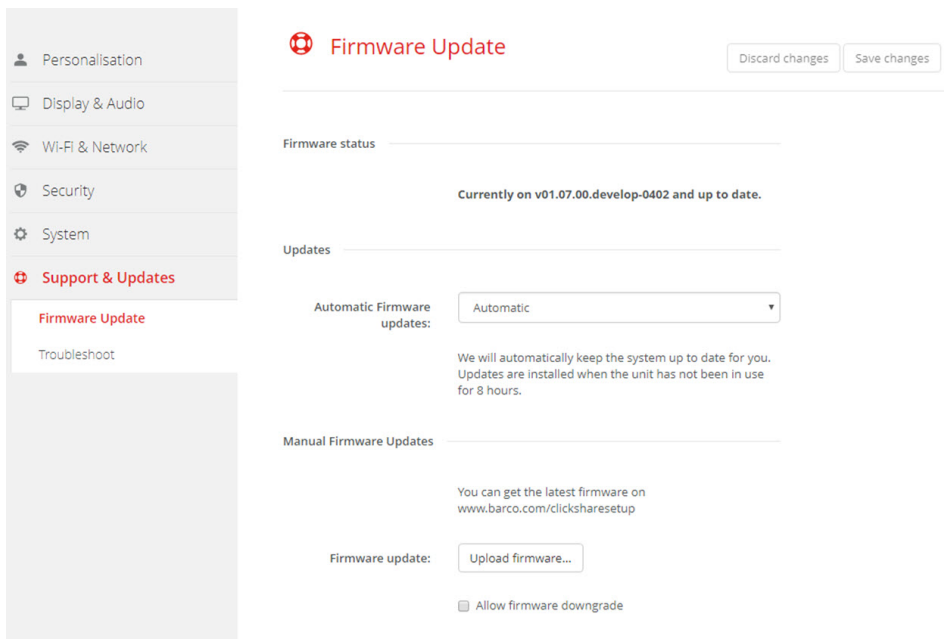 Personalisation
Display & Audio
Wi-Fi & Network
Security
System
Support & Updates
Firmware Update
Troubleshoot
Firmware Update
Discard changes
Save changes
Firmware status
Currently on v01.07.00.develop-0402 and up to date.
Updates
Automatic Firmware
updates:
Automatic
We will automatically keep the system up to date for you.
Updates are installed when the unit has not been in use
for 8 hours.
Manual Firmware Updates
You can get the latest firmware on
www.barco.com/clicksharesetup
Firmware update:
Upload firmware...
Allow firmware downgrade